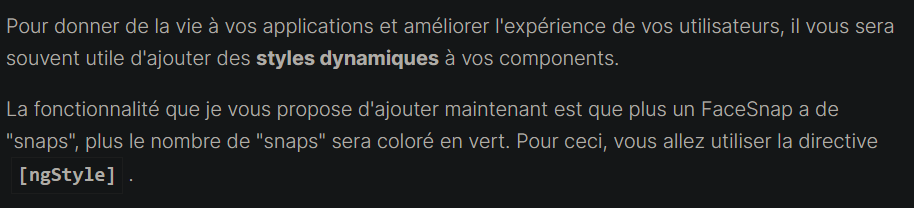 Pour donner de la vie à vos applications et améliorer l'expérience de vos utilisateurs, il vous sera
souvent utile d'ajouter des styles dynamiques à vos components.
La fonctionnalité que je vous propose d'ajouter maintenant est que plus un FaceSnap a de
"snaps", plus le nombre de "snaps" sera coloré en vert. Pour ceci, vous allez utiliser la directive
[ngStyle] .